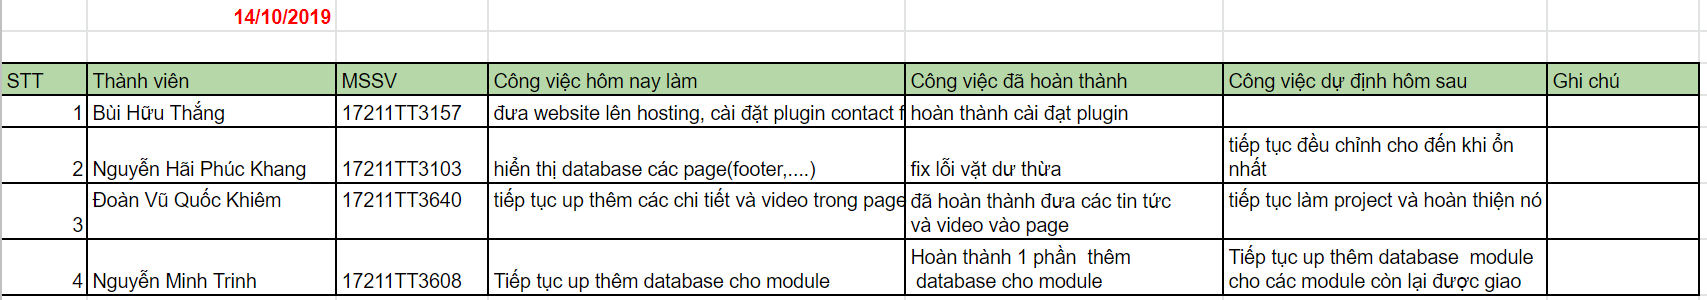 14/10/2019
STT Thành viên MSSV Công việc hôm nay làm Công việc đã hoàn thành Công việc dự định hôm sau Ghi chú
1 Bùi Hữu Thắng 17211TT3157 đưa website lên hosting, cài đặt plugin contact f hoàn thành cài đạt plugin
2 Nguyễn Hãi Phúc Khang 17211TT3103 hiển thị database các page(footer,....) fix lỗi vặt dư thừa tiếp tục đều chỉnh cho đến khi ổn
nhất
3 Đoàn Vũ Quốc Khiêm 17211TT3640 tiếp tục up thêm các chi tiết và video trong page đã hoàn thành đưa các tin tức
và video vào page
tiếp tục làm project và hoàn thiện nó
4 Nguyễn Minh Trinh 17211TT3608 Tiếp tục up thêm database cho module Hoàn thành 1 phần thêm
database cho module
Tiếp tục up thêm database module
cho các module còn lại được giao